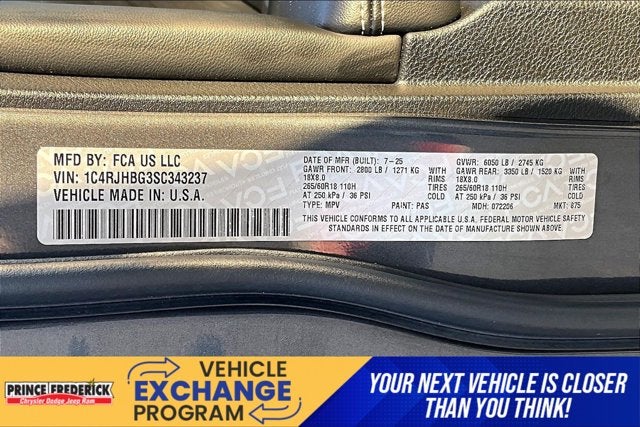 MFD BY: FCA US LLC
VIN: 1C4RJHBG3SC343237
VEHICLE MADE IN U.S.A.
DATE OF MFR (BUILT): 7-25
GAWR FRONT: 2800 LB / 1271 KG WITH
18X8.0 RIMS
265/60R18 110H
AT 250 kPa / 36 PSI
TYPE: MPV
PAINT: PAS
GVWR: 6050 LB / 2745 KG
GAWR REAR: 3350 LB / 1520 KG WITH
18X8.0 RIMS
265/60R18 110H
AT 250 kPa / 36 PSI
MDH: 072206
MKT: 875
THIS VEHICLE CONFORMS TO ALL APPLICABLE U.S.A. FEDERAL MOTOR VEHICLE SAFETY
STANDARDS IN EFFECT ON THE DATE OF MANUFACTURE SHOWN ABOVE.
PRINCE FREDERICK
Chrysler Dodge Jeep Ram
VEHICLE
EXCHANGE
PROGRAM
YOUR NEXT VEHICLE IS CLOSER
THAN YOU THINK!